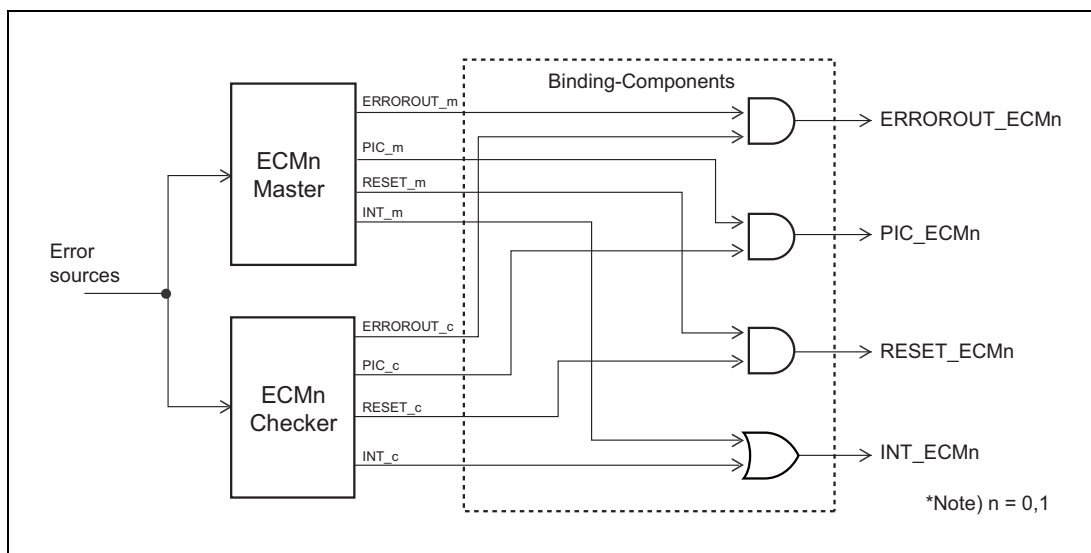 Binding-Components
ERROROUT_m
PIC_m
RESET_m
INT_m
ECMn
Master
Error
sources
ERROROUT_c
PIC_c
RESET_c
INT_c
ECMn
Checker
ERROROUT_ECMn
PIC_ECMn
RESET_ECMn
INT_ECMn
*Note) n = 0,1